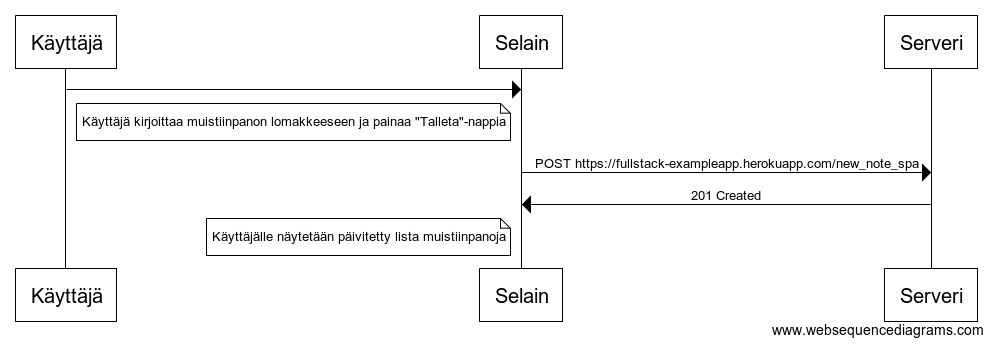 Käyttäjä
Selain
Serveri
Käyttäjä kirjoittaa muistiinpanon lomakkeeseen ja painaa "Talleta"-nappia
POST https://fullstack-exampleapp.herokuapp.com/new_note_spa
201 Created
Käyttäjälle näytetään päivitetty lista muistiinpanoja
Käyttäjä
Selain
Serveri
www.websequencediagrams.com